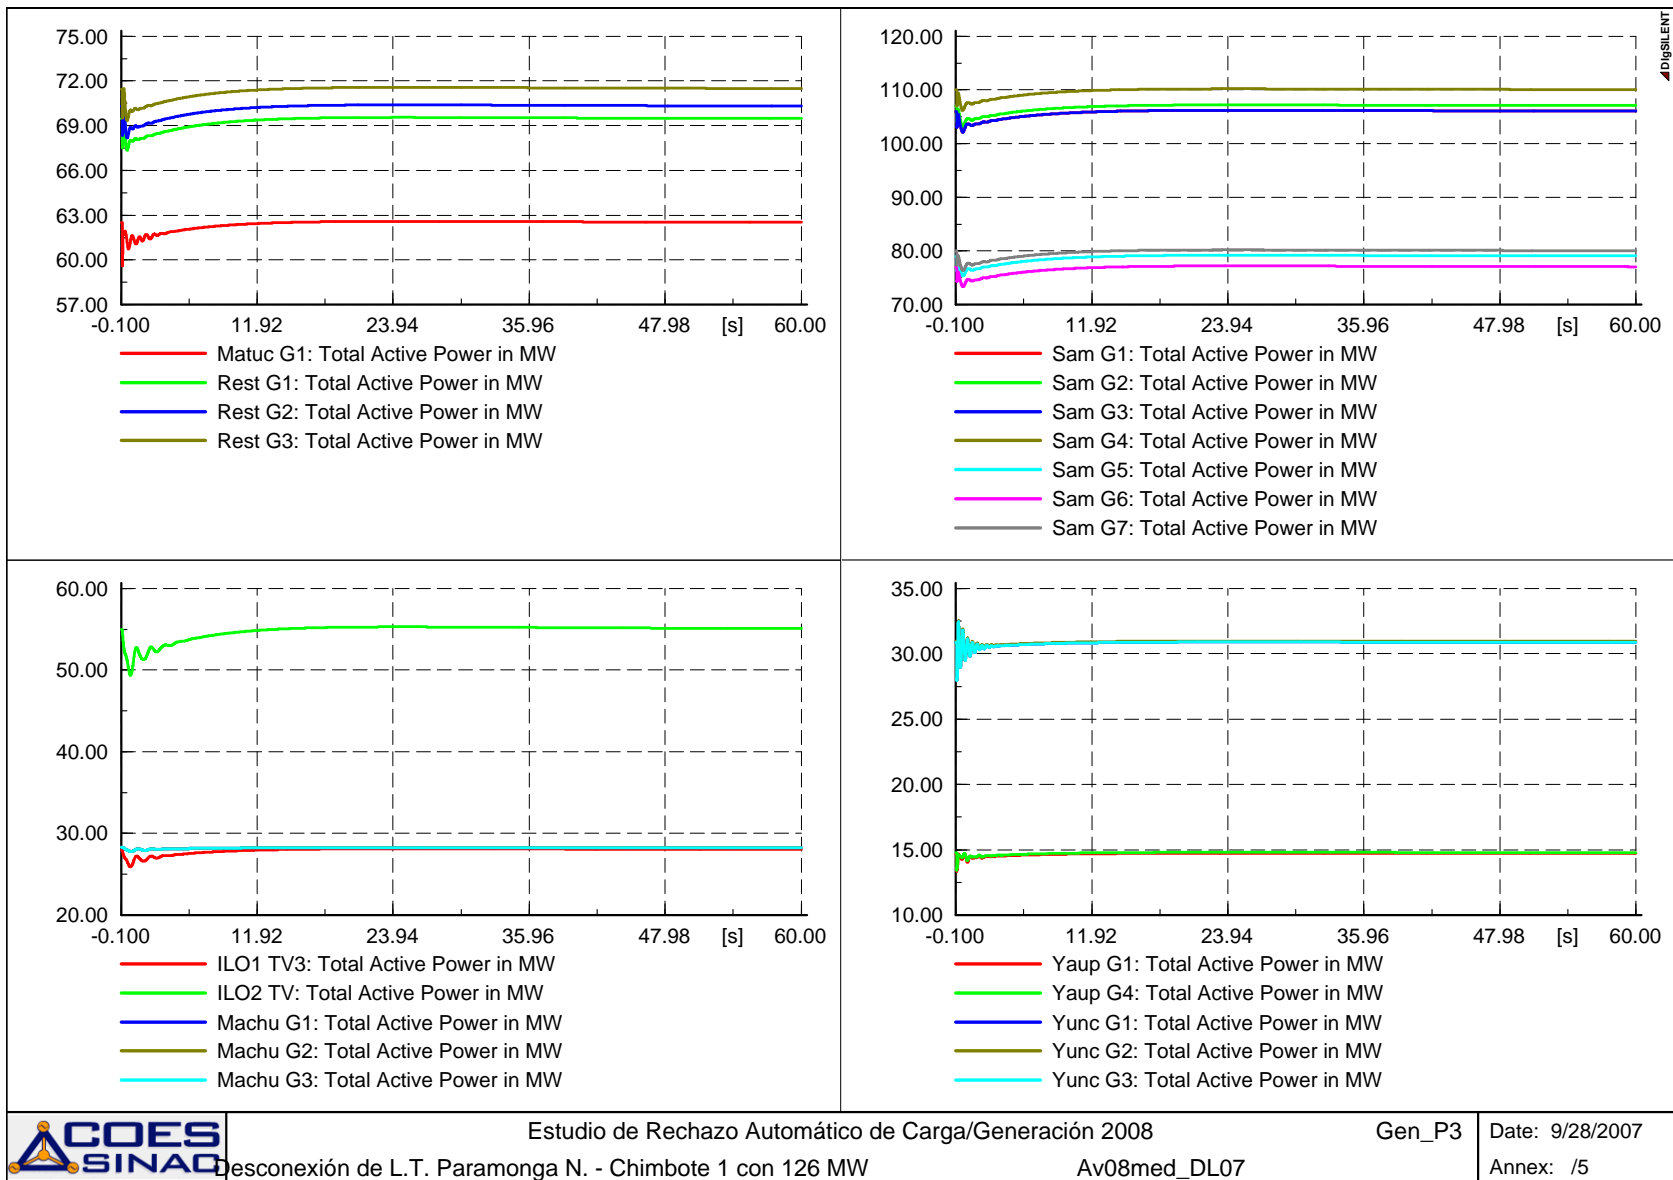 75.00
72.00
69.00
66.00
63.00
60.00
57.00
-0.100 11.92 23.94 35.96 47.98 [s] 60.00
Matuc G1: Total Active Power in MW
Rest G1: Total Active Power in MW
Rest G2: Total Active Power in MW
Rest G3: Total Active Power in MW
120.00
110.00
100.00
90.00
80.00
70.00
-0.100 11.92 23.94 35.96 47.98 [s] 60.00
Sam G1: Total Active Power in MW
Sam G2: Total Active Power in MW
Sam G3: Total Active Power in MW
Sam G4: Total Active Power in MW
Sam G5: Total Active Power in MW
Sam G6: Total Active Power in MW
Sam G7: Total Active Power in MW
DIgSILENT
60.00
50.00
40.00
30.00
20.00
-0.100 11.92 23.94 35.96 47.98 [s] 60.00
ILO1 TV3: Total Active Power in MW
ILO2 TV: Total Active Power in MW
Machu G1: Total Active Power in MW
Machu G2: Total Active Power in MW
Machu G3: Total Active Power in MW
35.00
30.00
25.00
20.00
15.00
10.00
-0.100 11.92 23.94 35.96 47.98 [s] 60.00
Yaup G1: Total Active Power in MW
Yaup G4: Total Active Power in MW
Yunc G1: Total Active Power in MW
Yunc G2: Total Active Power in MW
Yunc G3: Total Active Power in MW
COES
SINAC
Estudio de Rechazo Automático de Carga/Generación 2008 Gen_P3
Desconexión de L.T. Paramonga N. - Chimbote 1 con 126 MW Av08med_DL07
Date: 9/28/2007
Annex: /5